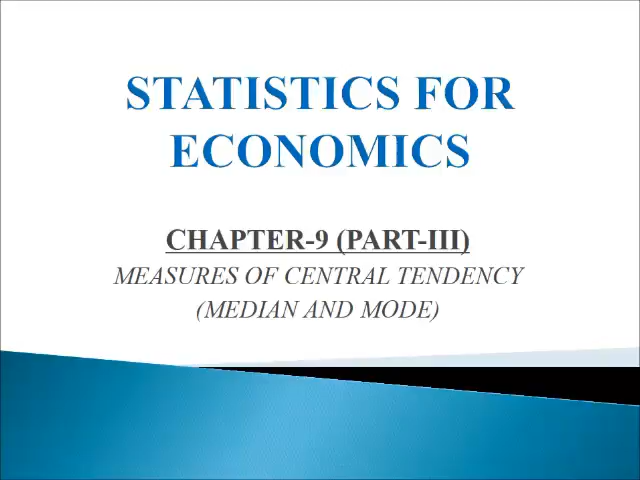 STATISTICS FOR
ECONOMICS
CHAPTER-9 (PART-III)
MEASURES OF CENTRAL TENDENCY
(MEDIAN AND MODE)